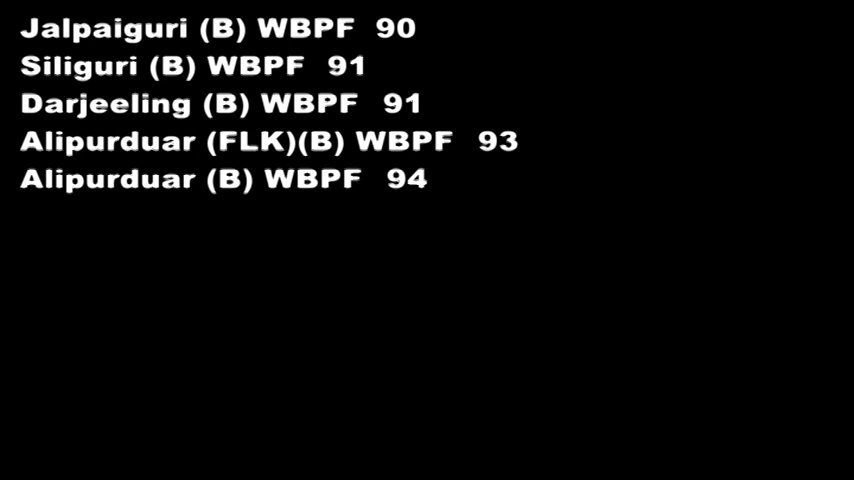 Jalpaiguri (B) WBPF 90
Siliguri (B) WBPF 91
Darjeeling (B) WBPF 91
Alipurduar (FLK)(B) WBPF 93
Alipurduar (B) WBPF 94